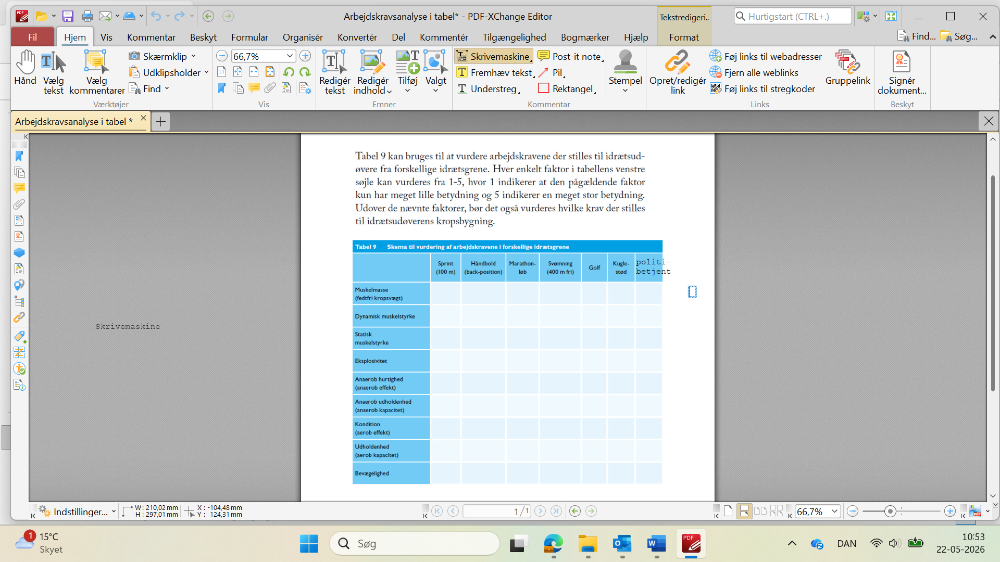 Arbejdskravsanalyse i tabel* - PDF-XChange Editor
Tekstredigeri..
Hurtigstart (CTRL+.)
Fil
Hjem
Vis
Kommentar
Beskyt
Formular
Organisér
Konvertér
Del
Kommentér
Tilgængelighed
Bogmærker
Hjælp
Format
Find...
Søg...
Hånd
Vælg
tekst
Vælg
kommentarer
Skærmklip
Udklipsholder
Find
Værktøjer
66,7%
1:1
Vis
Redigér
tekst
Redigér
indhold
Tilføj
Valgt
Emner
Skrivemaskine
Fremhæv tekst
Understreg
Post-it note
Pil
Rektangel
Stempel
Kommentar
Opret/redigér
link
Føj links til webadresser
Fjern alle weblinks
Føj links til stregkoder
Gruppelink
Links
Signér
dokument...
Beskyt
Arbejdskravsanalyse i tabel *
Tabel 9 kan bruges til at vurdere arbejdskravene der stilles til idrætsud-
øvere fra forskellige idrætsgrene. Hver enkelt faktor i tabellens venstre
søjle kan vurderes fra 1-5, hvor 1 indikerer at den pågældende faktor
kun har meget lille betydning og 5 indikerer en meget stor betydning.
Udover de nævnte faktorer, bør det også vurderes hvilke krav der stilles
til idrætsudøverens kropsbygning.
Tabel 9 Skema til vurdering af arbejdskravene i forskellige idrætsgrene
Sprint
(100 m)
Håndbold
(back-position)
Marathon-
løb
Svømning
(400 m fri)
Golf
Kugle-
stød
politi-
betjent
Muskelmasse
(fedtfri kropsvægt)
Dynamisk muskelstyrke
Statisk
muskelstyrke
Eksplosivitet
Anaerob hurtighed
(anaerob effekt)
Anaerob udholdenhed
(anaerob kapacitet)
Kondition
(aerob effekt)
Udholdenhed
(aerob kapacitet)
Bevægelighed
Skrivemaskine
Indstillinger...
W: 210,02 mm
H: 297,01 mm
X: -104,48 mm
Y: 124,31 mm
1 / 1
66,7%
1
15°C
Skyet
Søg
PDF
DAN
10:53
22-05-2026